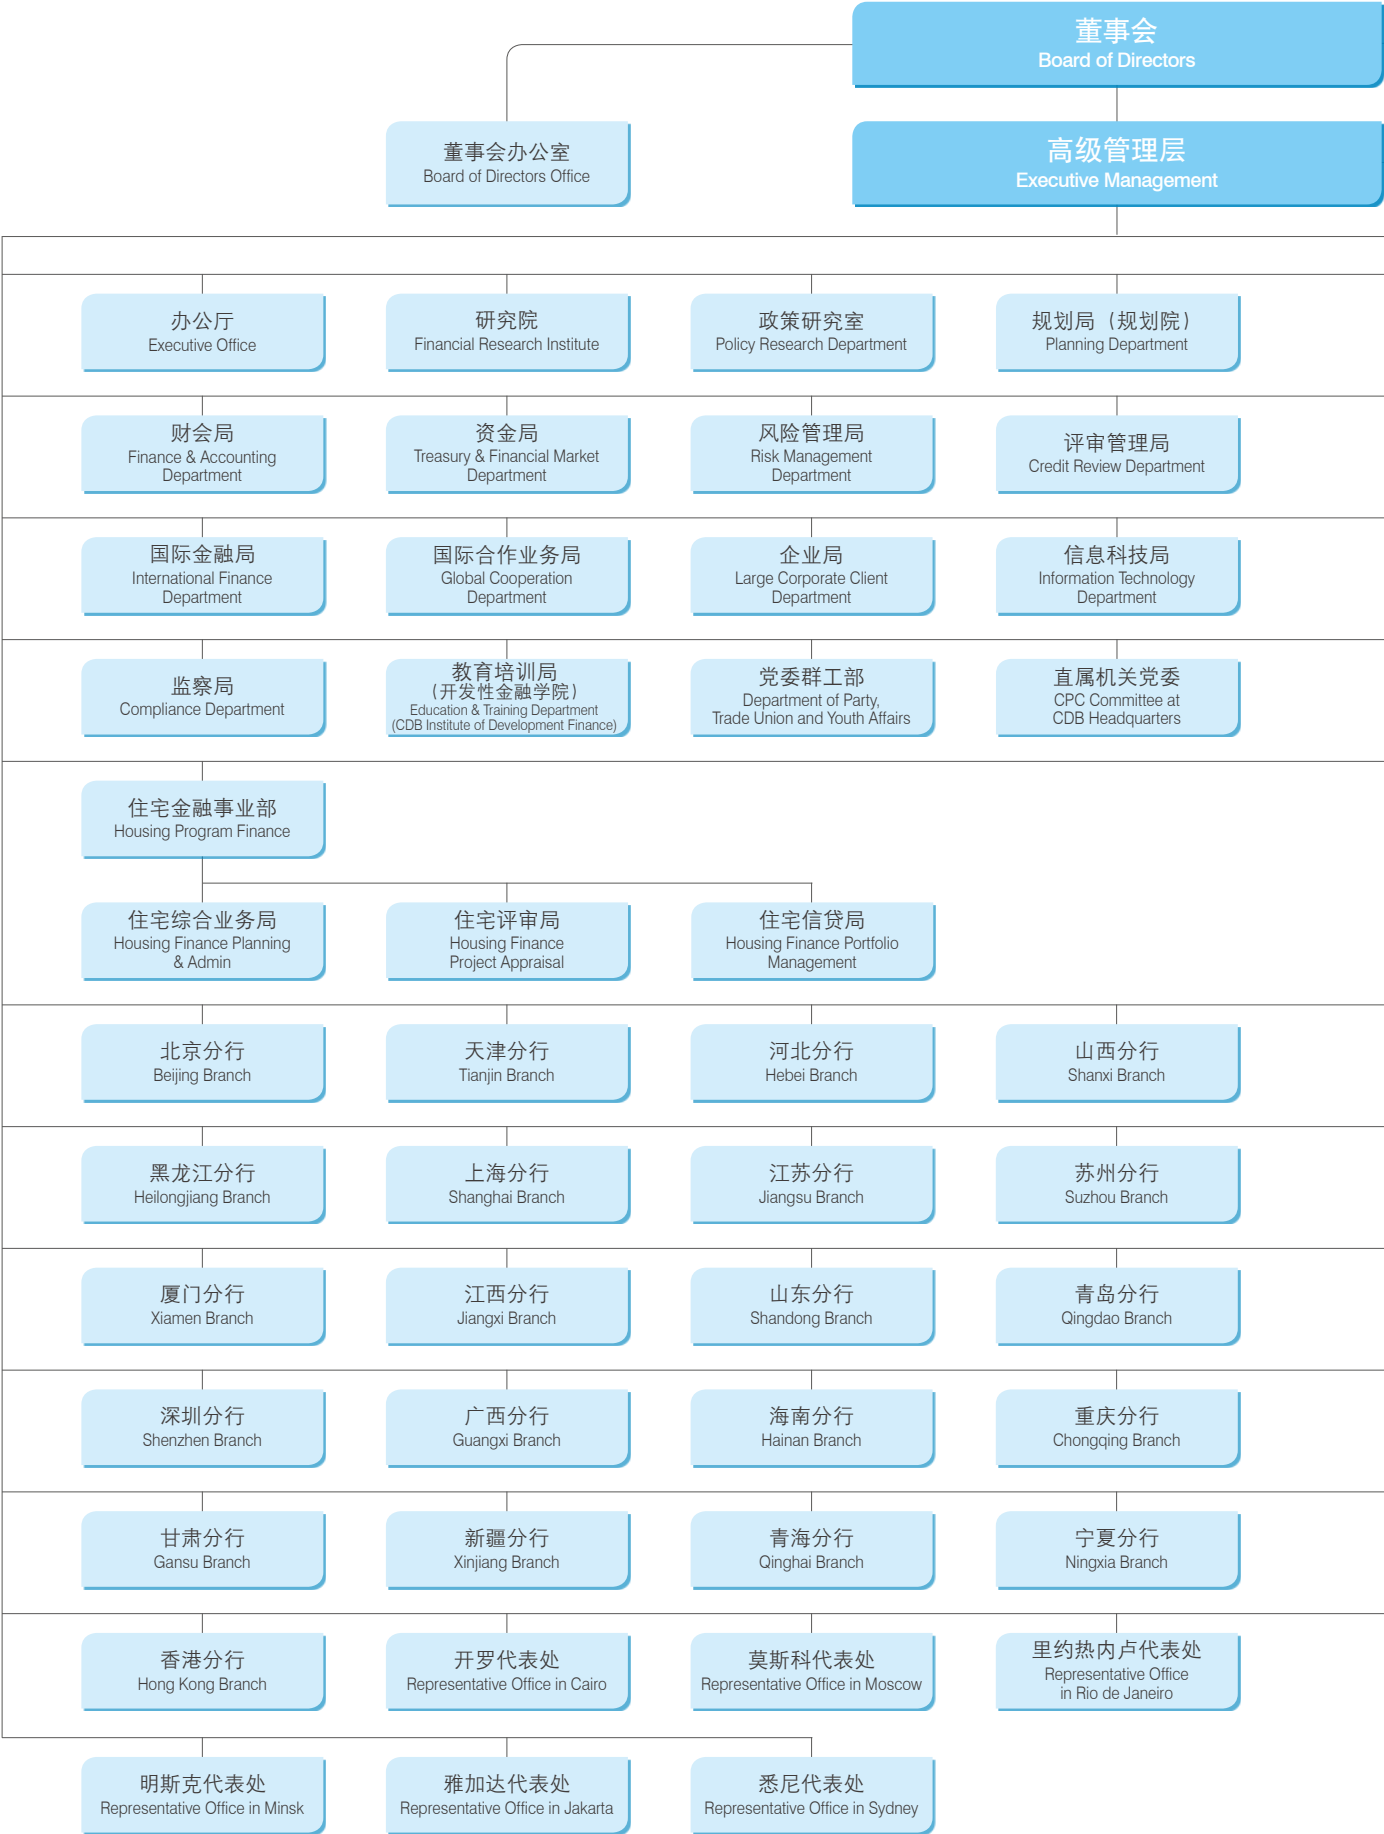 董事会
Board of Directors
董事会办公室
Board of Directors Office
高级管理层
Executive Management
办公厅
Executive Office
研究院
Financial Research Institute
政策研究室
Policy Research Department
规划局（规划院）
Planning Department
财会局
Finance & Accounting
Department
资金局
Treasury & Financial Market
Department
风险管理局
Risk Management
Department
评审管理局
Credit Review Department
国际金融局
International Finance
Department
国际合作业务局
Global Cooperation
Department
企业局
Large Corporate Client
Department
信息科技局
Information Technology
Department
监察局
Compliance Department
教育培训局
（开发性金融学院）
Education & Training Department
(CDB Institute of Development Finance)
党委群工部
Department of Party,
Trade Union and Youth Affairs
直属机关党委
CPC Committee at
CDB Headquarters
住宅金融事业部
Housing Program Finance
住宅综合业务局
Housing Finance Planning
& Admin
住宅评审局
Housing Finance
Project Appraisal
住宅信贷局
Housing Finance Portfolio
Management
北京分行
Beijing Branch
天津分行
Tianjin Branch
河北分行
Hebei Branch
山西分行
Shanxi Branch
黑龙江分行
Heilongjiang Branch
上海分行
Shanghai Branch
江苏分行
Jiangsu Branch
苏州分行
Suzhou Branch
厦门分行
Xiamen Branch
江西分行
Jiangxi Branch
山东分行
Shandong Branch
青岛分行
Qingdao Branch
深圳分行
Shenzhen Branch
广西分行
Guangxi Branch
海南分行
Hainan Branch
重庆分行
Chongqing Branch
甘肃分行
Gansu Branch
新疆分行
Xinjiang Branch
青海分行
Qinghai Branch
宁夏分行
Ningxia Branch
香港分行
Hong Kong Branch
开罗代表处
Representative Office in Cairo
莫斯科代表处
Representative Office in Moscow
里约热内卢代表处
Representative Office
in Rio de Janeiro
明斯克代表处
Representative Office in Minsk
雅加达代表处
Representative Office in Jakarta
悉尼代表处
Representative Office in Sydney